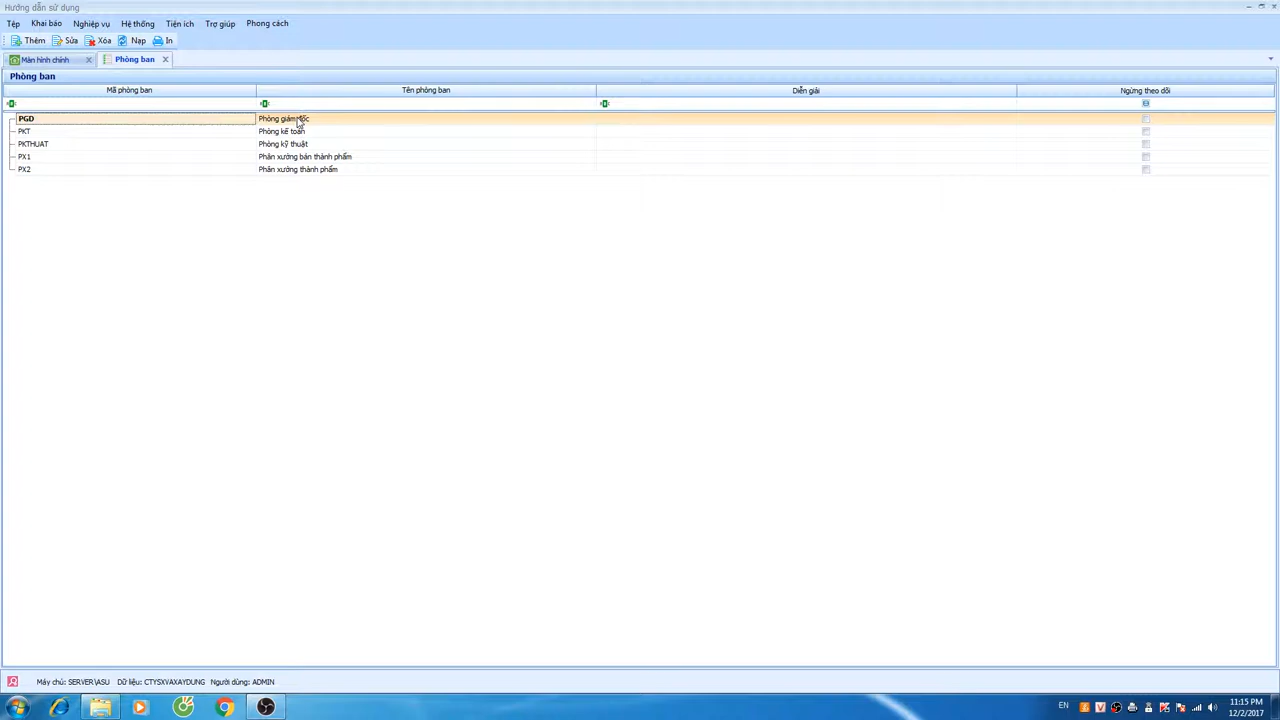 Hướng dẫn sử dụng
Tệp Khai báo Nghiệp vụ Hệ thống Tiện ích Trợ giúp Phong cách
Thêm Sửa Xóa Nạp In
Màn hình chính Phòng ban
Phòng ban
Mã phòng ban Tên phòng ban Diễn giải Ngừng theo dõi
PGD Phòng giám đốc
PKT Phòng kế toán
PKTHUAT Phòng kỹ thuật
PX1 Phân xưởng bán thành phẩm
PX2 Phân xưởng thành phẩm
Máy chủ: SERVER\ASU Dữ liệu: CTYSXVAXAYDUNG Người dùng: ADMIN
EN 11:15 PM
12/2/2017